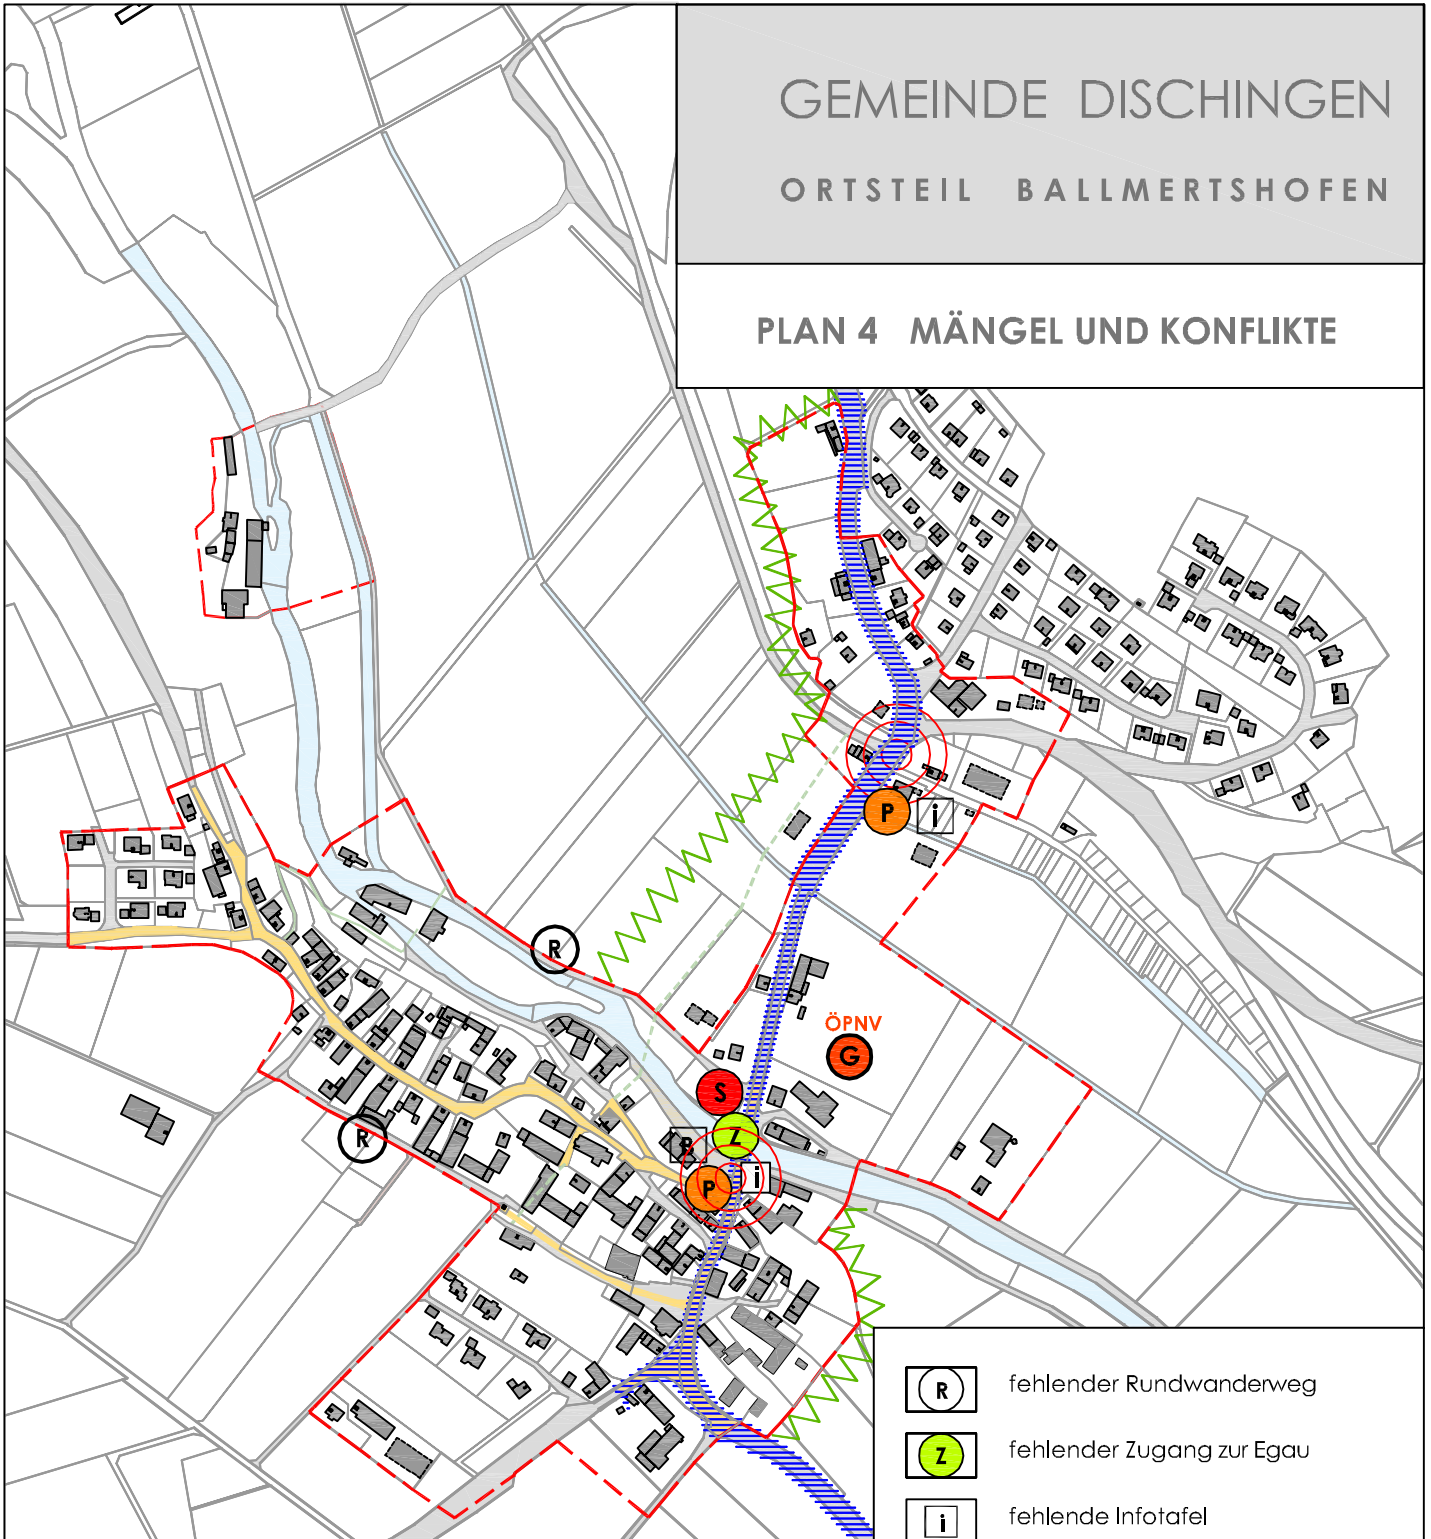 GEMEINDE DISCHINGEN
ORTSTEIL BALLMERTSHOFEN
PLAN 4 MÄNGEL UND KONFLIKTE
P
i
R
ÖPNV
G
S
Z
R
B
P
i
R
fehlender Rundwanderweg
Z
fehlender Zugang zur Egau
i
fehlende Infotafel